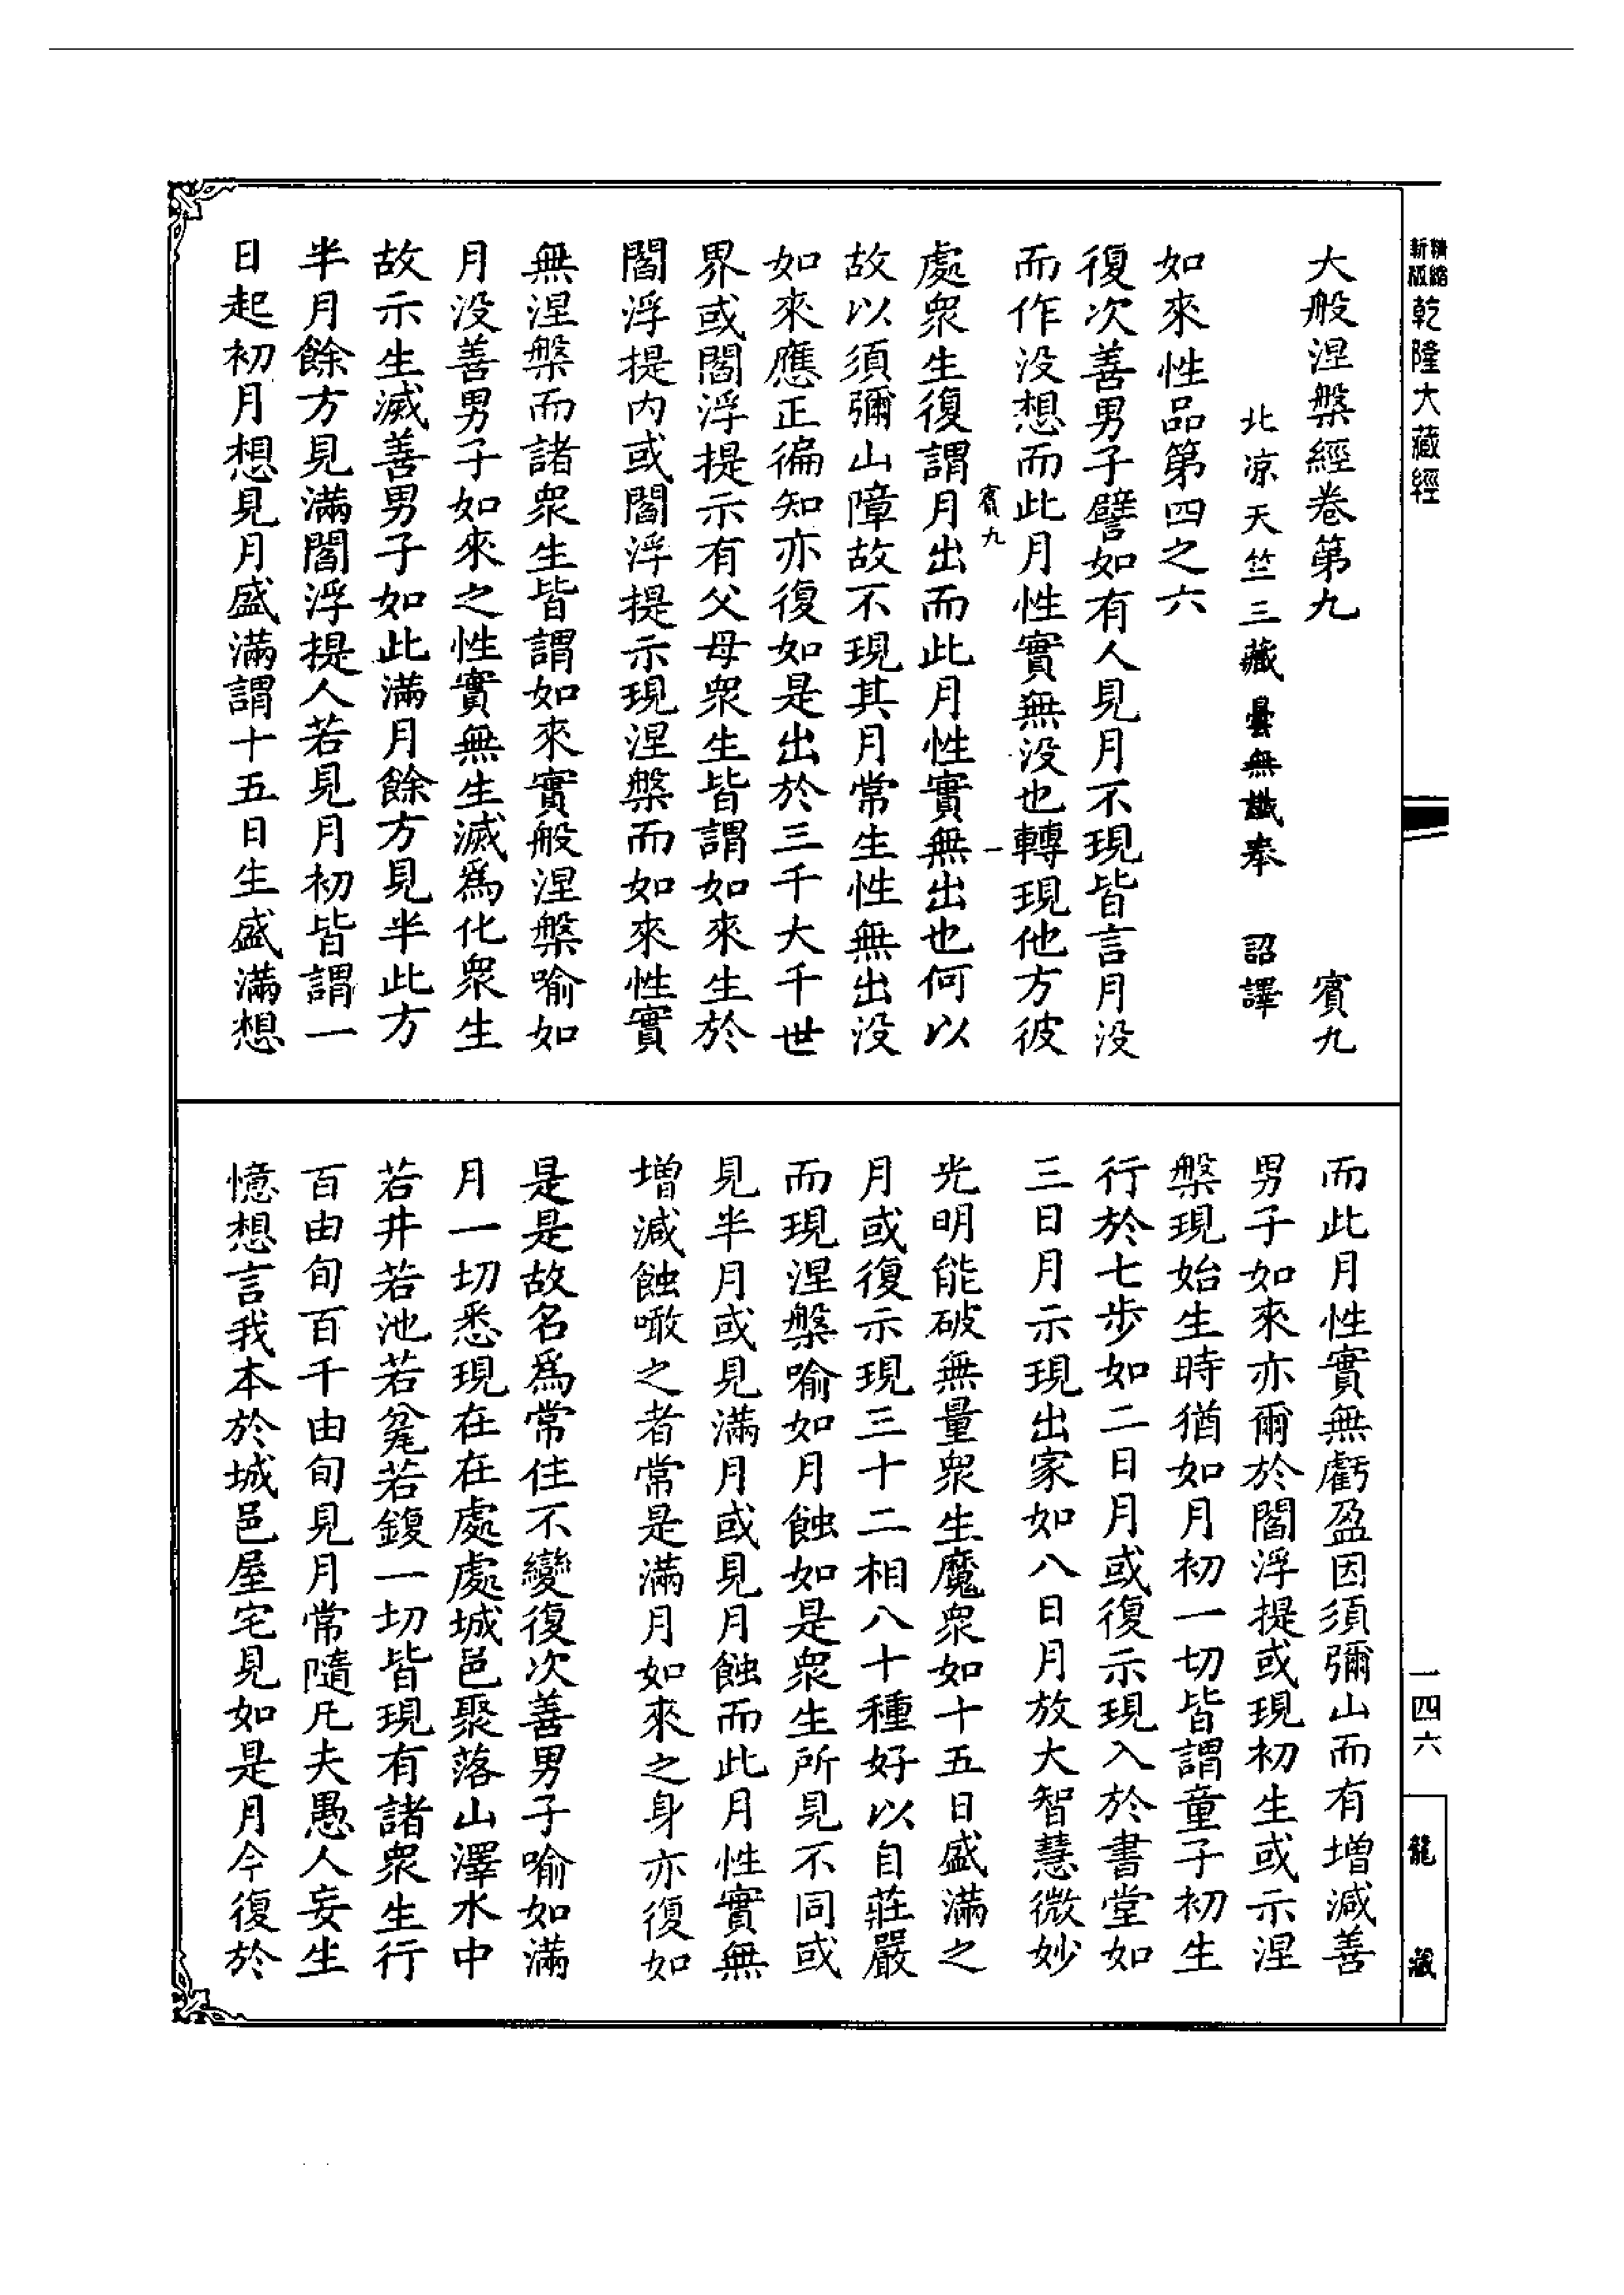 精縮
新版
乾隆大藏經
一四六
龍藏
大般涅槃經卷第九 賓九
北凉天竺三藏曇無讖奉 詔譯
如來性品第四之六
復次善男子譬如有人見月不現皆言月没
而作没想而此月性實無没也轉現他方彼
賓九 一
處衆生復謂月出而此月性實無出也何以
故以須彌山障故不現其月常生性無出没
如來應正徧知亦復如是出於三千大千世
界或閻浮提示有父母衆生皆謂如來生於
閻浮提内或閻浮提示現涅槃而如來性實
無涅槃而諸衆生皆謂如來實般涅槃喻如
月没善男子如來之性實無生滅爲化衆生
故示生滅善男子如此滿月餘方見半此方
半月餘方見滿閻浮提人若見月初皆謂一
日起初月想見月盛滿謂十五日生盛滿想
而此月性實無虧盈因須彌山而有增減善
男子如來亦爾於閻浮提或現初生或示涅
槃現始生時猶如月初一切皆謂童子初生
行於七步如二日月或復示現入於書堂如
三日月示現出家如八日月放大智慧微妙
光明能破無量衆生魔衆如十五日盛滿之
月或復示現三十二相八十種好以自莊嚴
而現涅槃喻如月蝕如是衆生所見不同或
見半月或見滿月或見月蝕而此月性實無
增減蝕噉之者常是滿月如來之身亦復如
是是故名爲常住不變復次善男子喻如滿
月一切悉現在在處處城邑聚落山澤水中
若井若池若瓮若鍑一切皆現有諸衆生行
百由旬百千由旬見月常隨凡夫愚人妄生
憶想言我本於城邑屋宅見如是月今復於